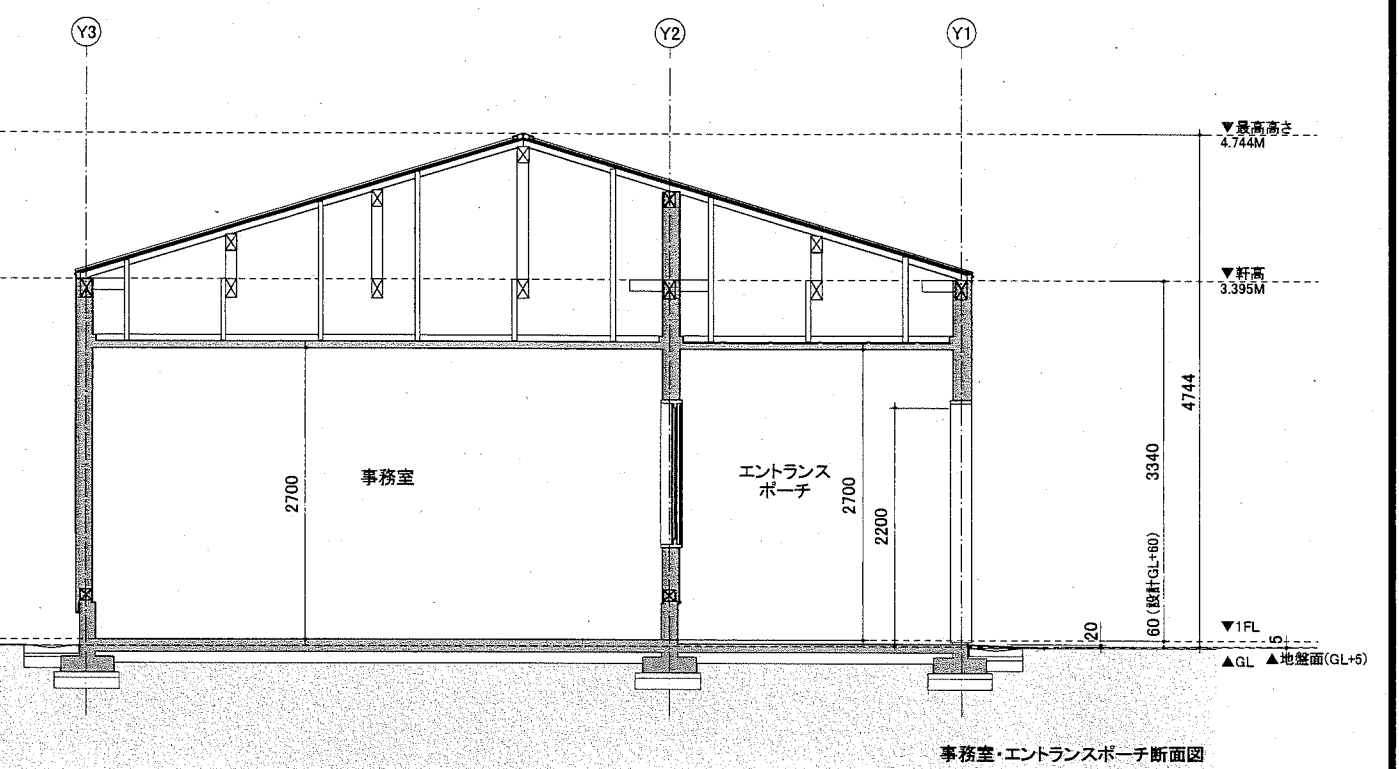 Y3
Y2
Y1
▼最高高さ
4.744M
▼軒高
3.395M
4744
3340
60 (設計GL+60)
2700
事務室
エントランス
ポーチ
2700
2200
20
▼1FL
5
▲GL
▲地盤面(GL+5)
事務室・エントランスポーチ断面図